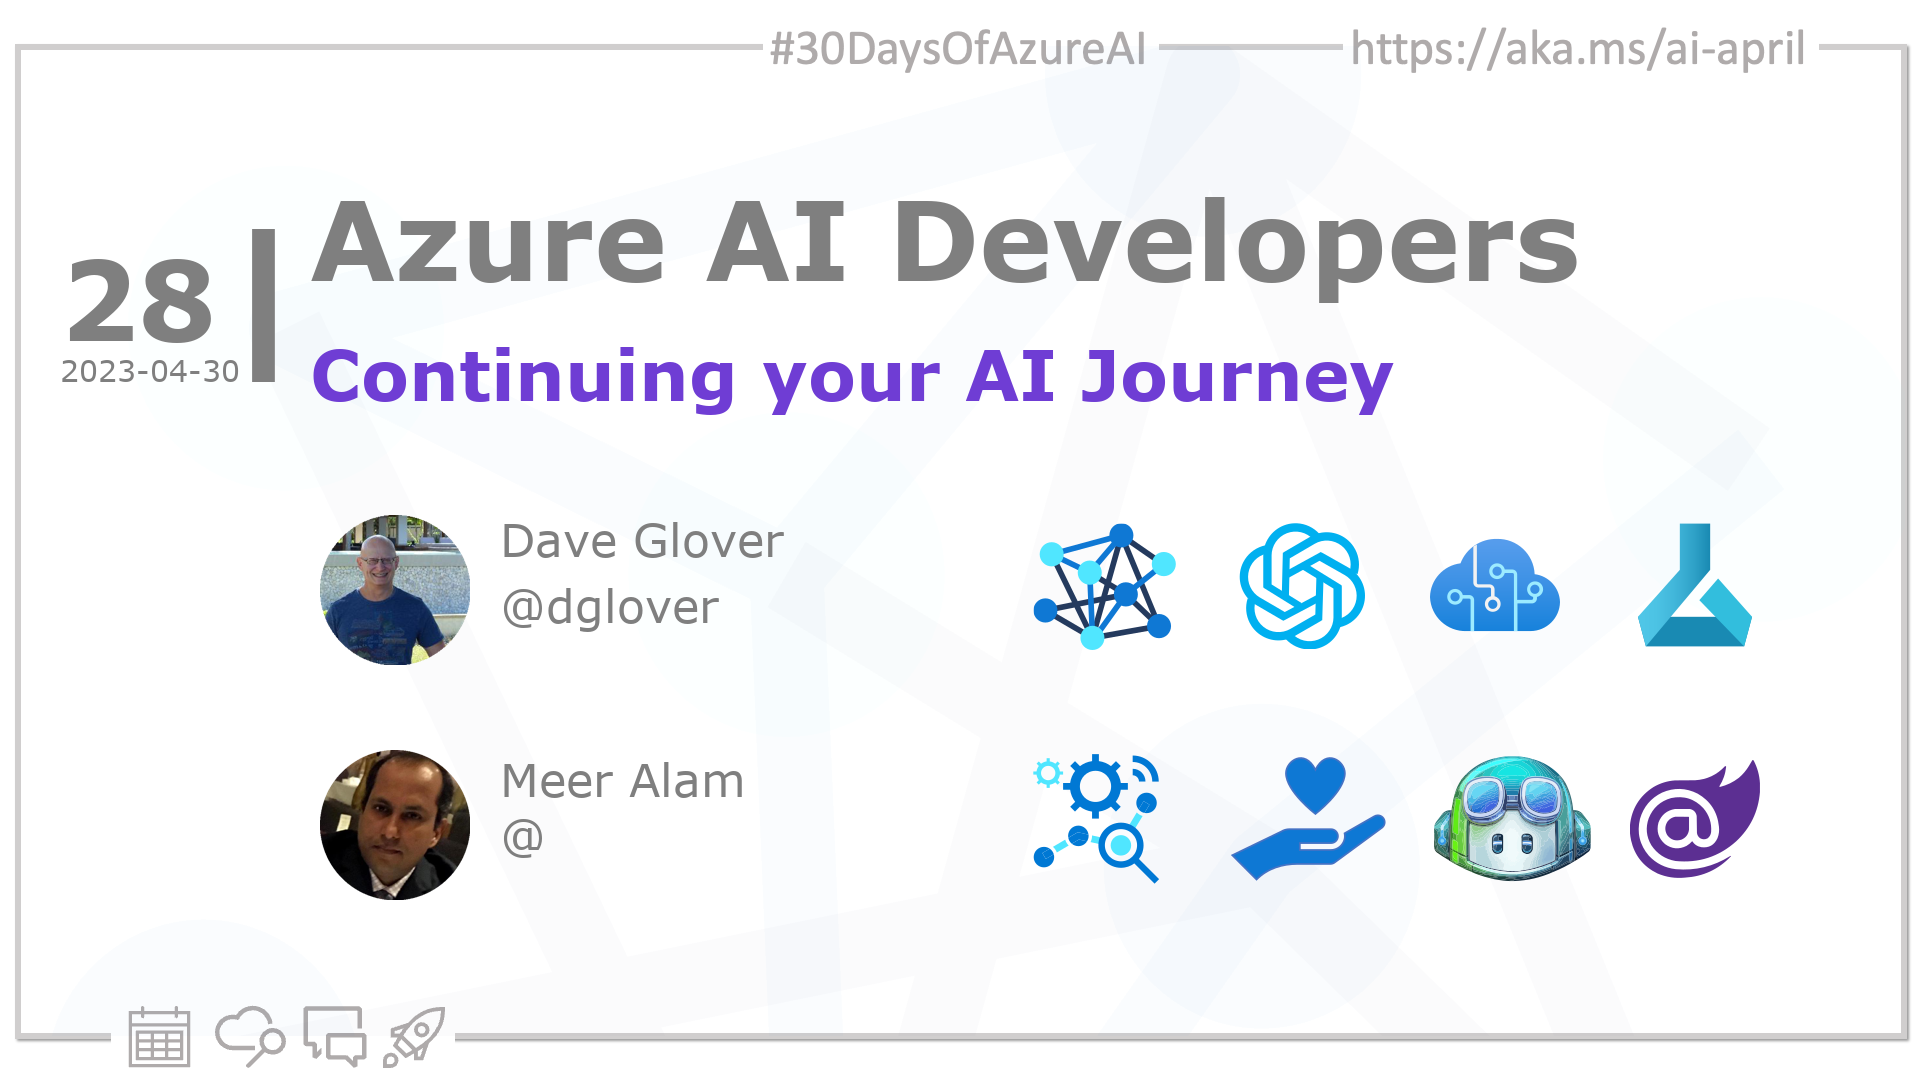 #30DaysOfAzureAI
https://aka.ms/ai-april
Azure AI Developers
28
2023-04-30
Continuing your AI Journey
Dave Glover
@dglover
Meer Alam
@